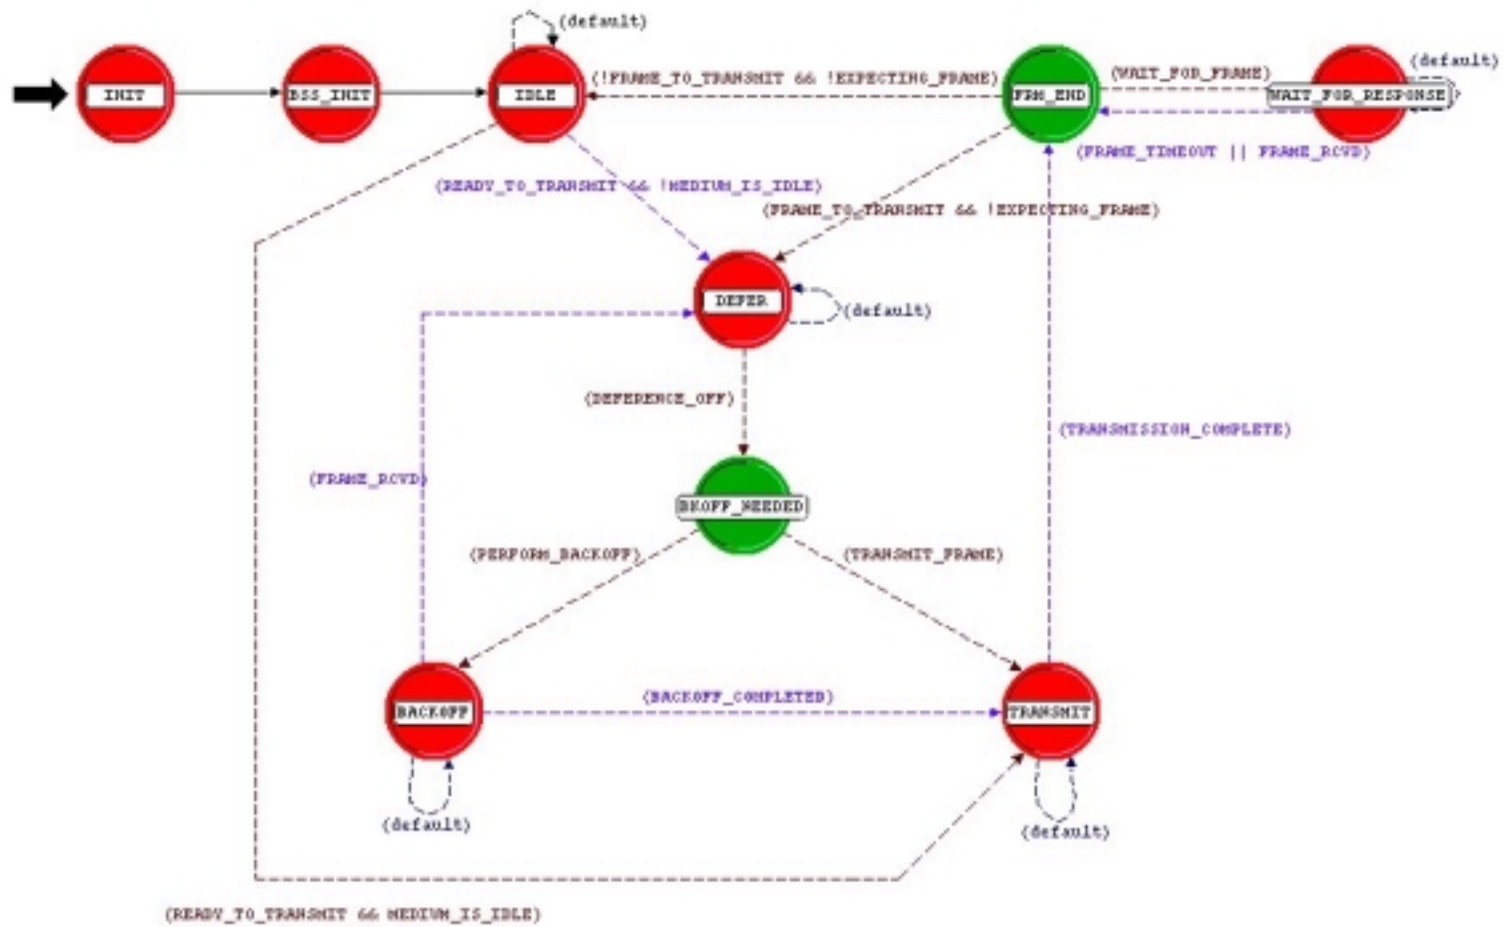 (default)
(!FRAME_TO_TRANSMIT && !EXPECTING_FRAME)
(WAIT_FOR_FRAME)
(default)
INIT
BSS_INIT
IDLE
FRM_END
WAIT_FOR_RESPONSE
(FRAME_TIMEOUT || FRAME_RCVD)
(READY_TO_TRANSMIT && !MEDIUM_IS_IDLE)
(FRAME_TO_TRANSMIT && !EXPECTING_FRAME)
DEFER
(default)
(DEFERENCE_OFF)
(TRANSMISSION_COMPLETE)
(FRAME_RCVD)
BKOFF_NEEDED
(PERFORM_BACKOFF)
(TRANSMIT_FRAME)
(BACKOFF_COMPLETED)
BACKOFF
TRANSMIT
(default)
(default)
(READY_TO_TRANSMIT && MEDIUM_IS_IDLE)